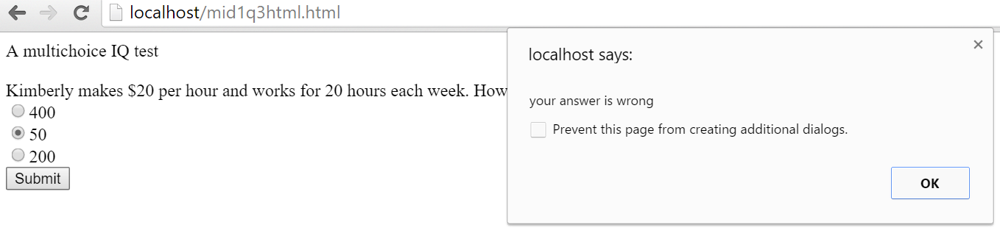 localhost/mid1q3html.html
A multichoice IQ test
Kimberly makes $20 per hour and works for 20 hours each week. How
400
50
200
Submit
localhost says:
your answer is wrong
Prevent this page from creating additional dialogs.
OK